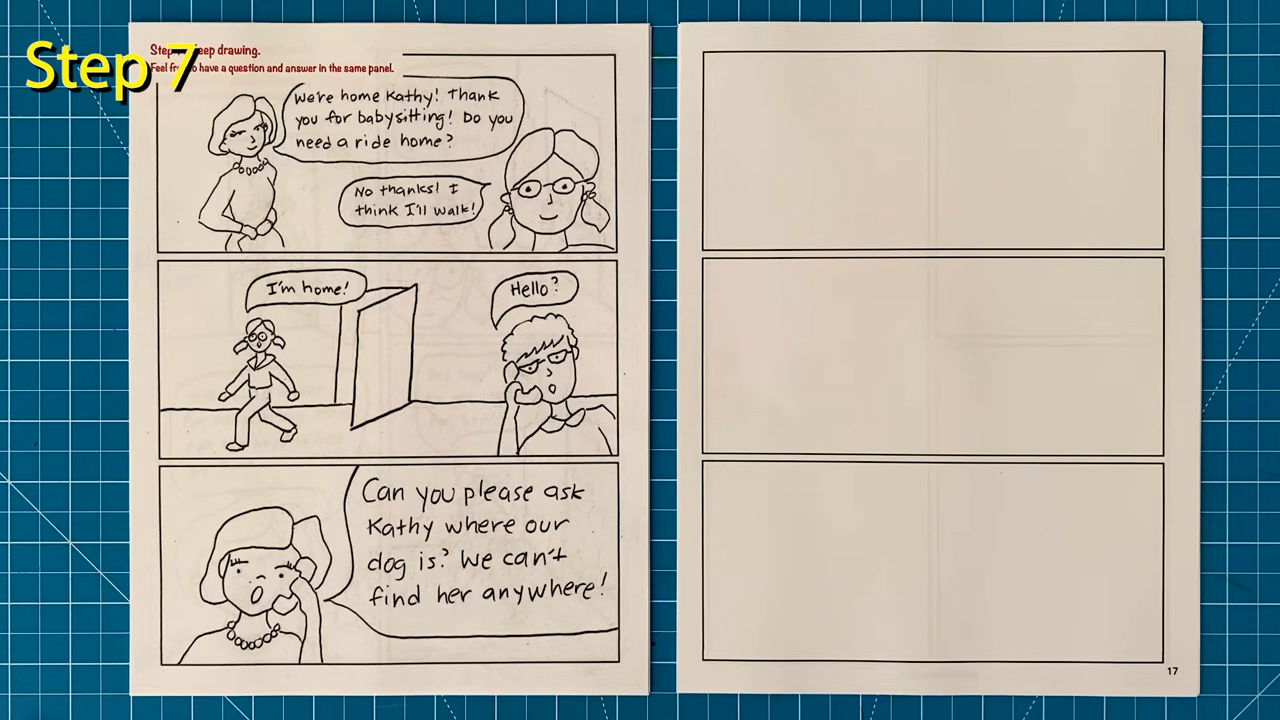 Step 7
Step keep drawing.
Feel to have a question and answer in the same panel.
We're home Kathy! Thank
you for babysitting! Do you
need a ride home?
No thanks! I
think I'll walk!
I'm home!
Hello?
Can you please ask
Kathy where our
dog is? We can't
find her anywhere!
17